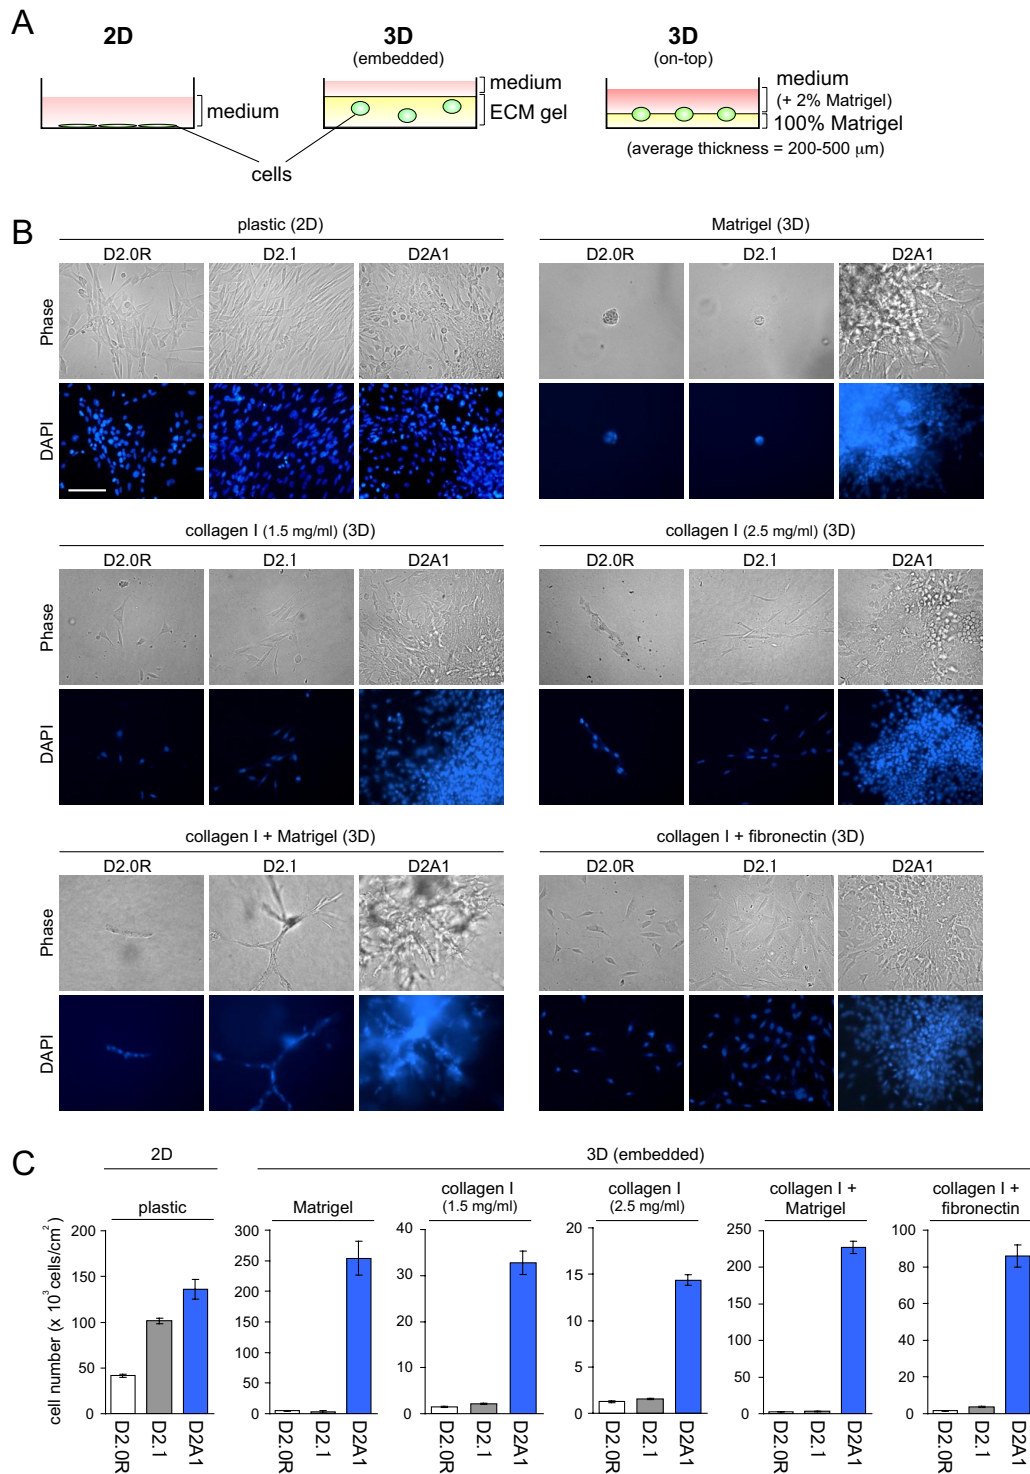 A
2D
3D
(embedded)
3D
(on-top)
medium
medium
ECM gel
medium
(+ 2% Matrigel)
100% Matrigel
(average thickness = 200-500 µm)
cells
B
plastic (2D)
D2.0R D2.1 D2A1
Phase
DAPI
Matrigel (3D)
D2.0R D2.1 D2A1
collagen I (1.5 mg/ml) (3D)
D2.0R D2.1 D2A1
Phase
DAPI
collagen I (2.5 mg/ml) (3D)
D2.0R D2.1 D2A1
collagen I + Matrigel (3D)
D2.0R D2.1 D2A1
Phase
DAPI
collagen I + fibronectin (3D)
D2.0R D2.1 D2A1
C
2D
3D (embedded)
cell number (x 10³ cells/cm²)
plastic
200
150
100
50
0
D2.0R D2.1 D2A1
Matrigel
300
250
200
150
100
50
0
D2.0R D2.1 D2A1
collagen I
(1.5 mg/ml)
40
30
20
10
0
D2.0R D2.1 D2A1
collagen I
(2.5 mg/ml)
20
15
10
5
0
D2.0R D2.1 D2A1
collagen I +
Matrigel
250
200
150
100
50
0
D2.0R D2.1 D2A1
collagen I +
fibronectin
100
80
60
40
20
0
D2.0R D2.1 D2A1